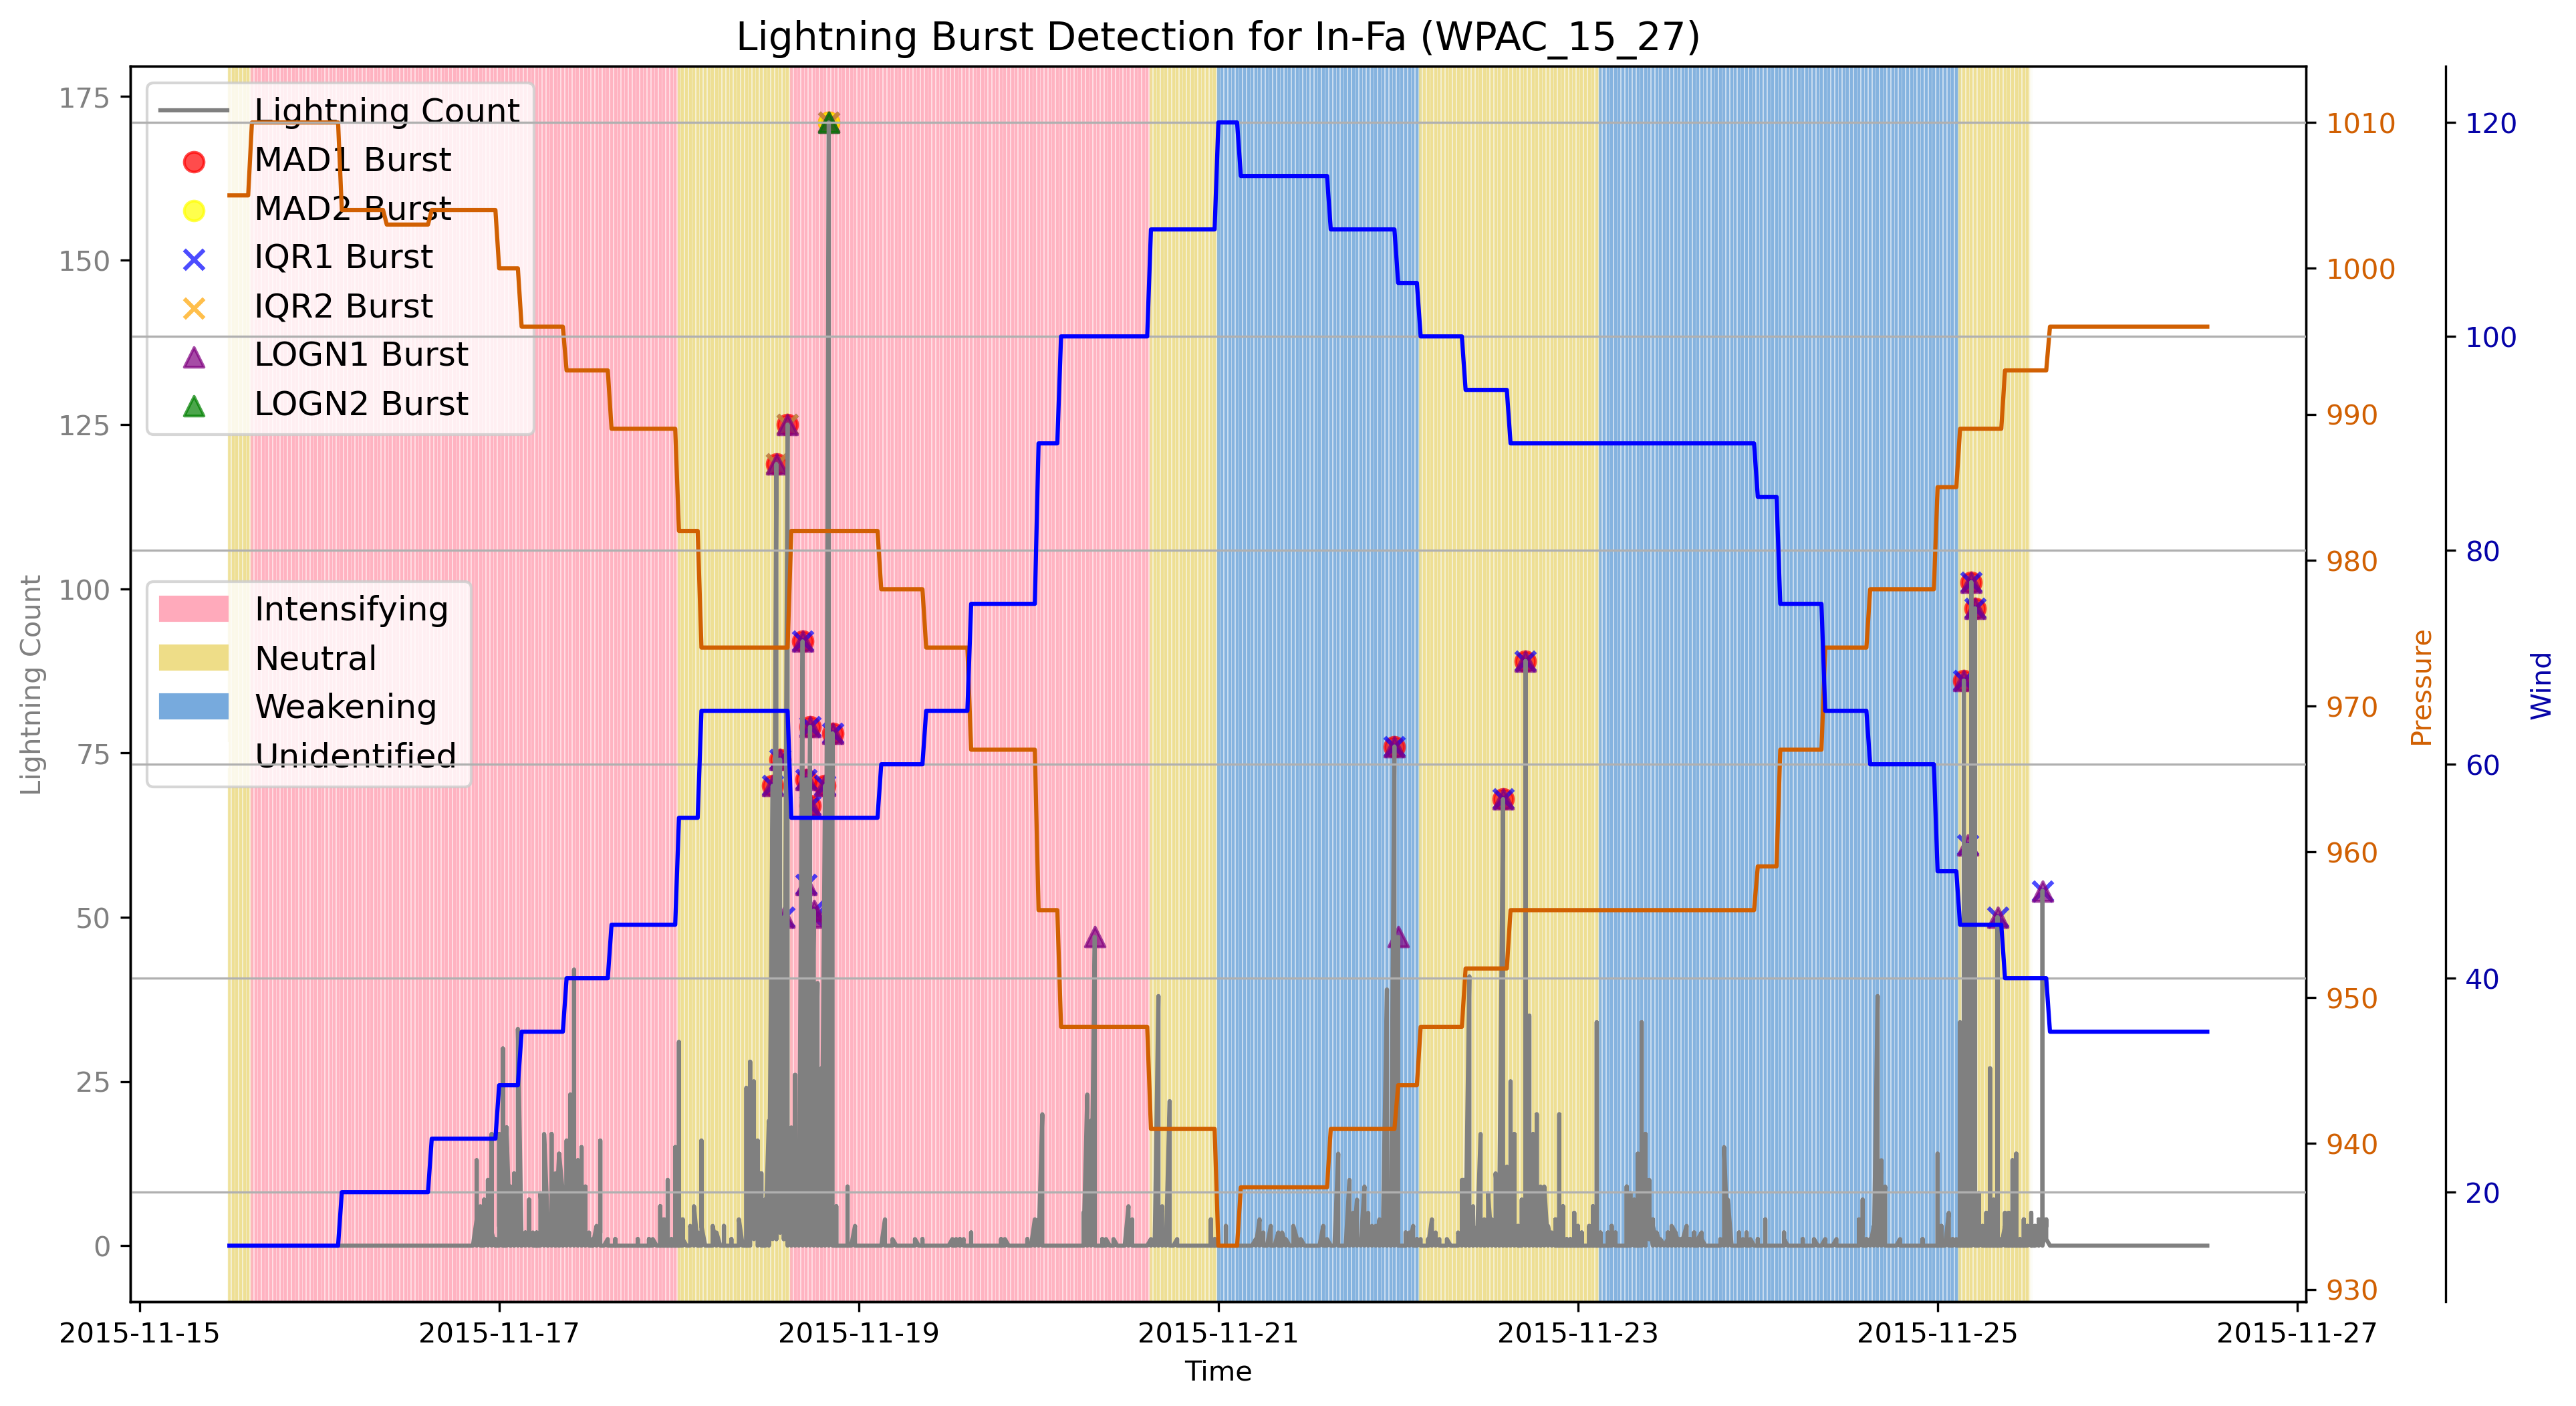 Lightning Burst Detection for In-Fa (WPAC_15_27)
Lightning Count
MAD1 Burst
MAD2 Burst
IQR1 Burst
IQR2 Burst
LOGN1 Burst
LOGN2 Burst
Intensifying
Neutral
Weakening
Unidentified
175
150
125
100
75
50
25
0
Lightning Count
1010
1000
990
980
970
960
950
940
930
Pressure
120
100
80
60
40
20
Wind
2015-11-15
2015-11-17
2015-11-19
2015-11-21
2015-11-23
2015-11-25
2015-11-27
Time